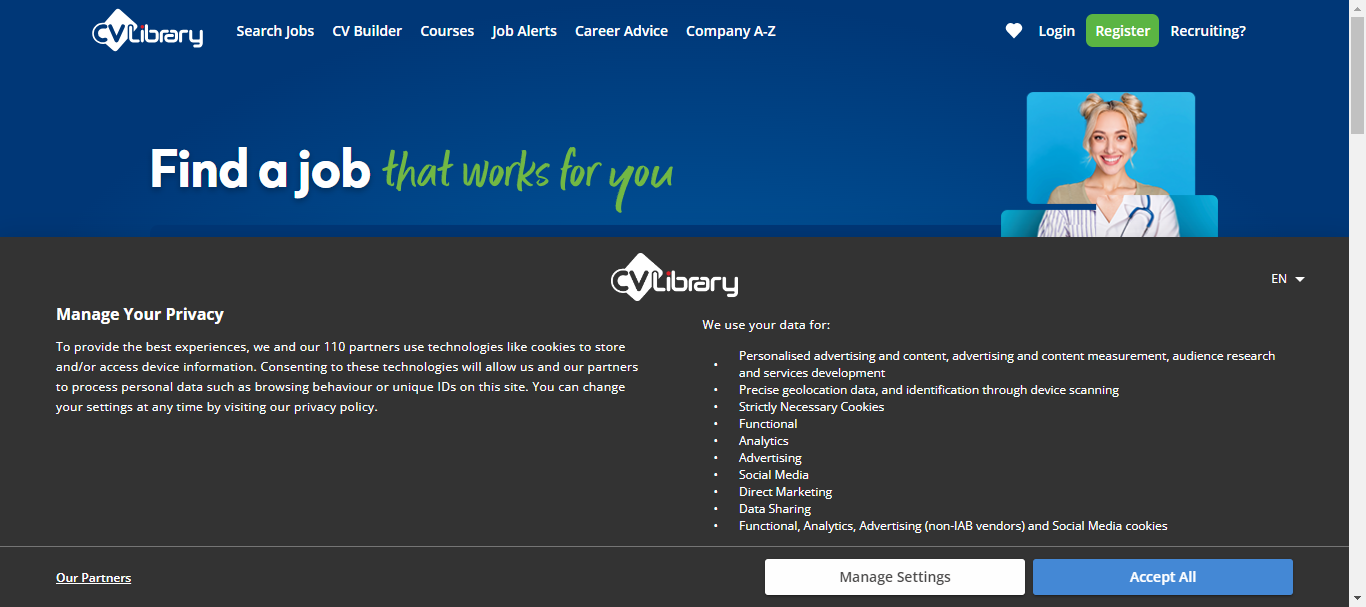 CVLibrary
Search Jobs CV Builder Courses Job Alerts Career Advice Company A-Z Login Register Recruiting?
Find a job that works for you
CVLibrary
EN
Manage Your Privacy
To provide the best experiences, we and our 110 partners use technologies like cookies to store
and/or access device information. Consenting to these technologies will allow us and our partners
to process personal data such as browsing behaviour or unique IDs on this site. You can change
your settings at any time by visiting our privacy policy.
We use your data for:
• Personalised advertising and content, advertising and content measurement, audience research
and services development
• Precise geolocation data, and identification through device scanning
• Strictly Necessary Cookies
• Functional
• Analytics
• Advertising
• Social Media
• Direct Marketing
• Data Sharing
• Functional, Analytics, Advertising (non-IAB vendors) and Social Media cookies
Our Partners
Manage Settings
Accept All